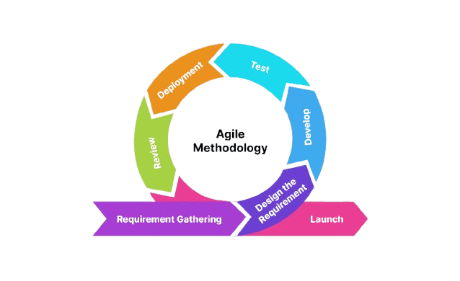 Test
Deployment
Develop
Agile
Methodology
Review
Design the
Requirement
Requirement Gathering
Launch